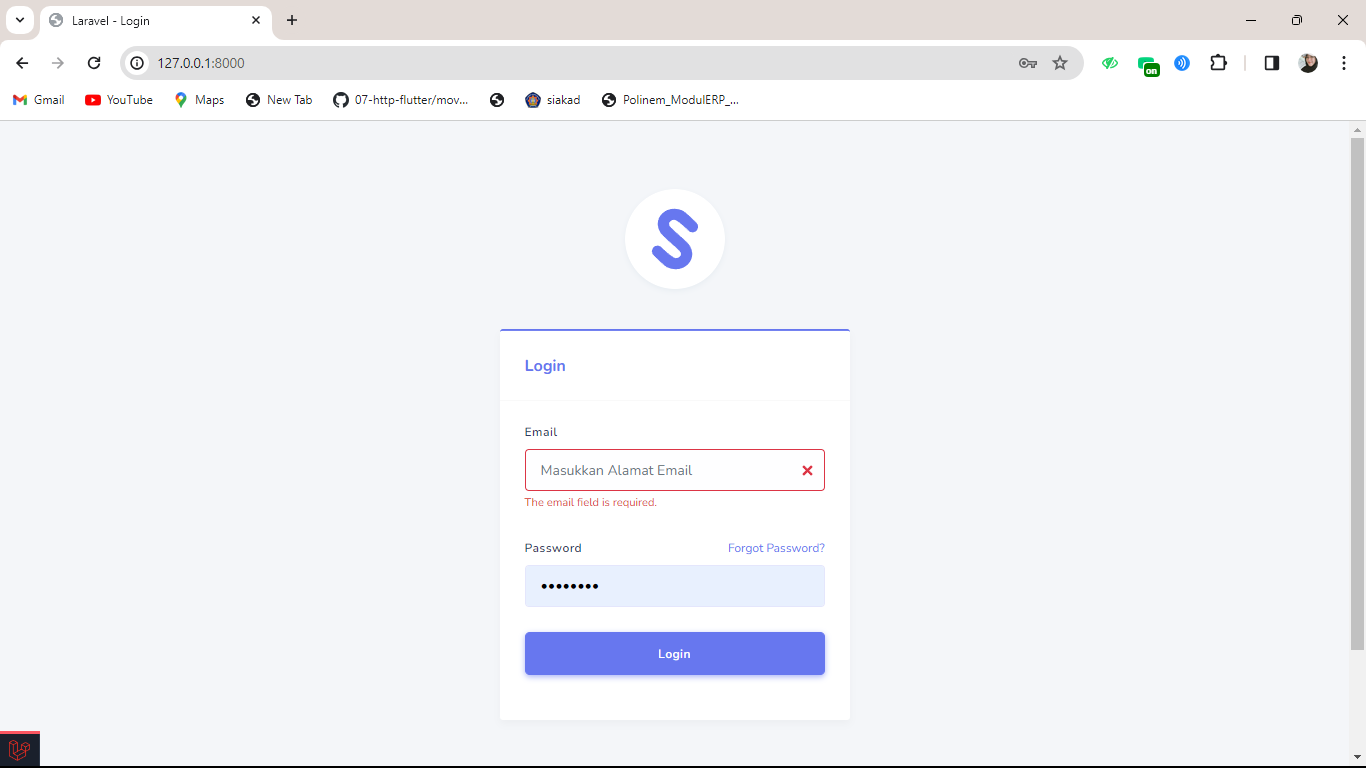 Laravel - Login
127.0.0.1:8000
on
Gmail YouTube Maps New Tab 07-http-flutter/mov... siakad Polinem_ModulERP_...
S
Login
Email
Masukkan Alamat Email
The email field is required.
Password Forgot Password?
Login